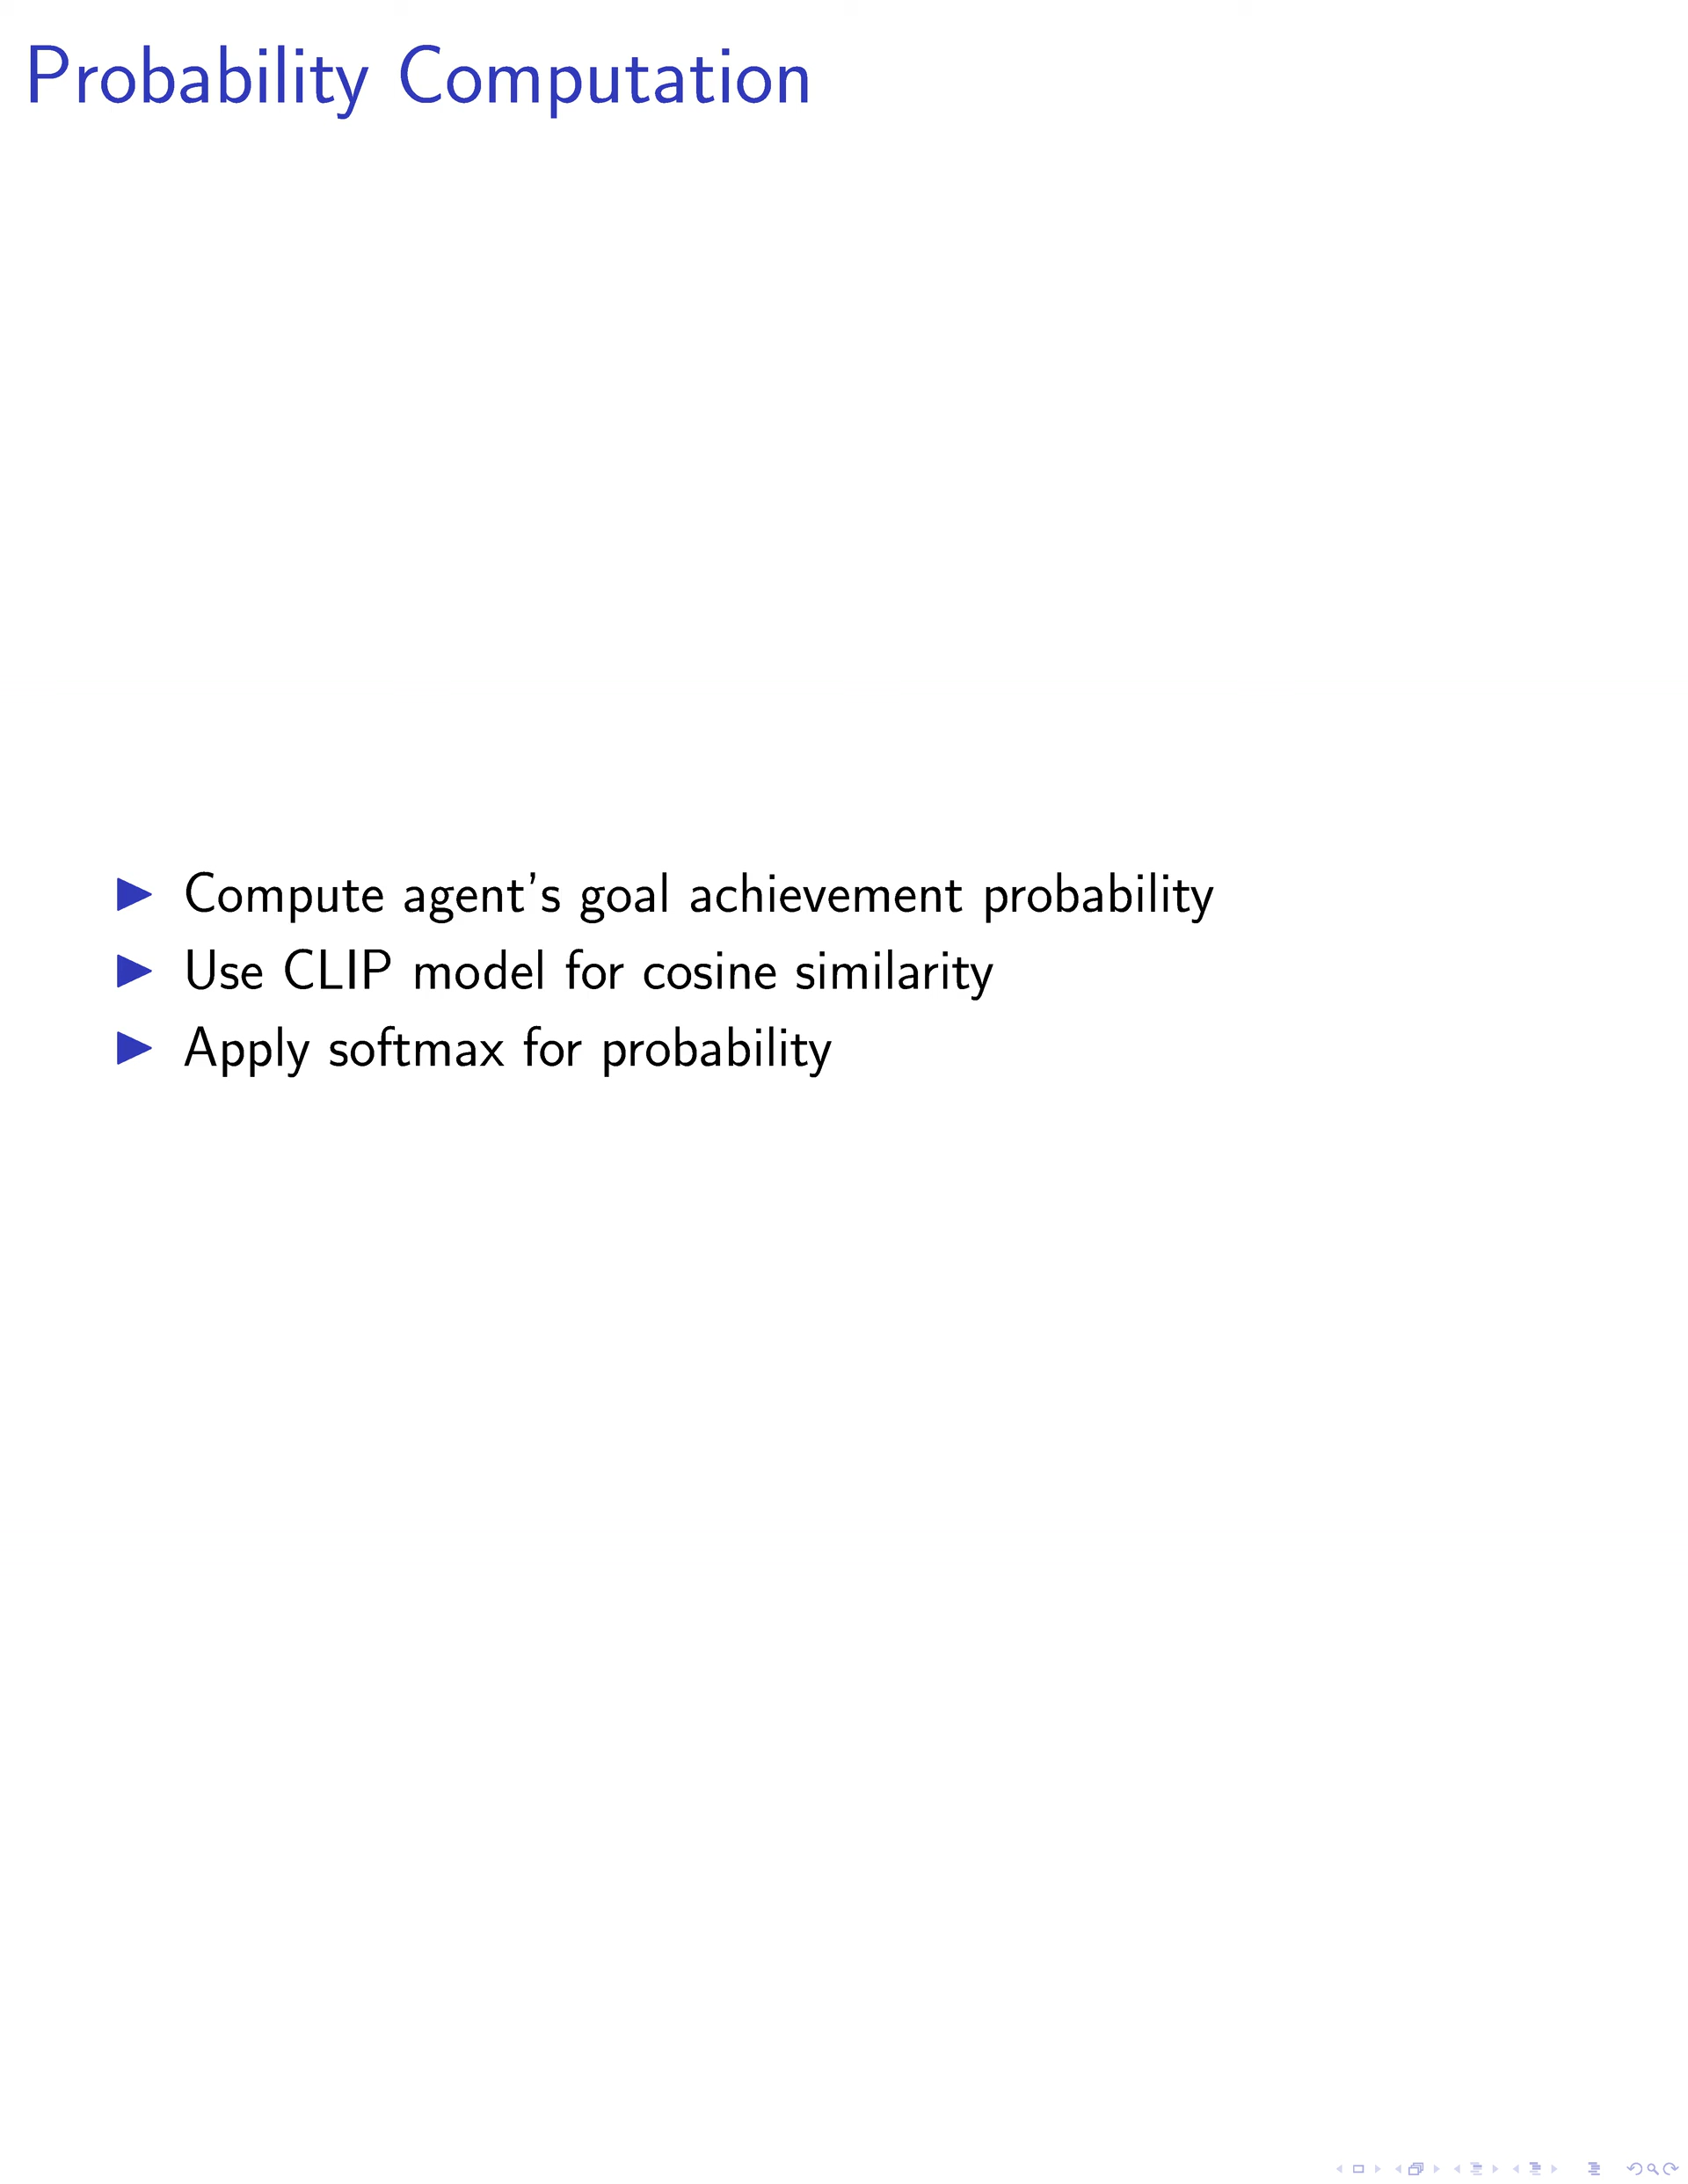 Probability Computation
Compute agent's goal achievement probability
Use CLIP model for cosine similarity
Apply softmax for probability